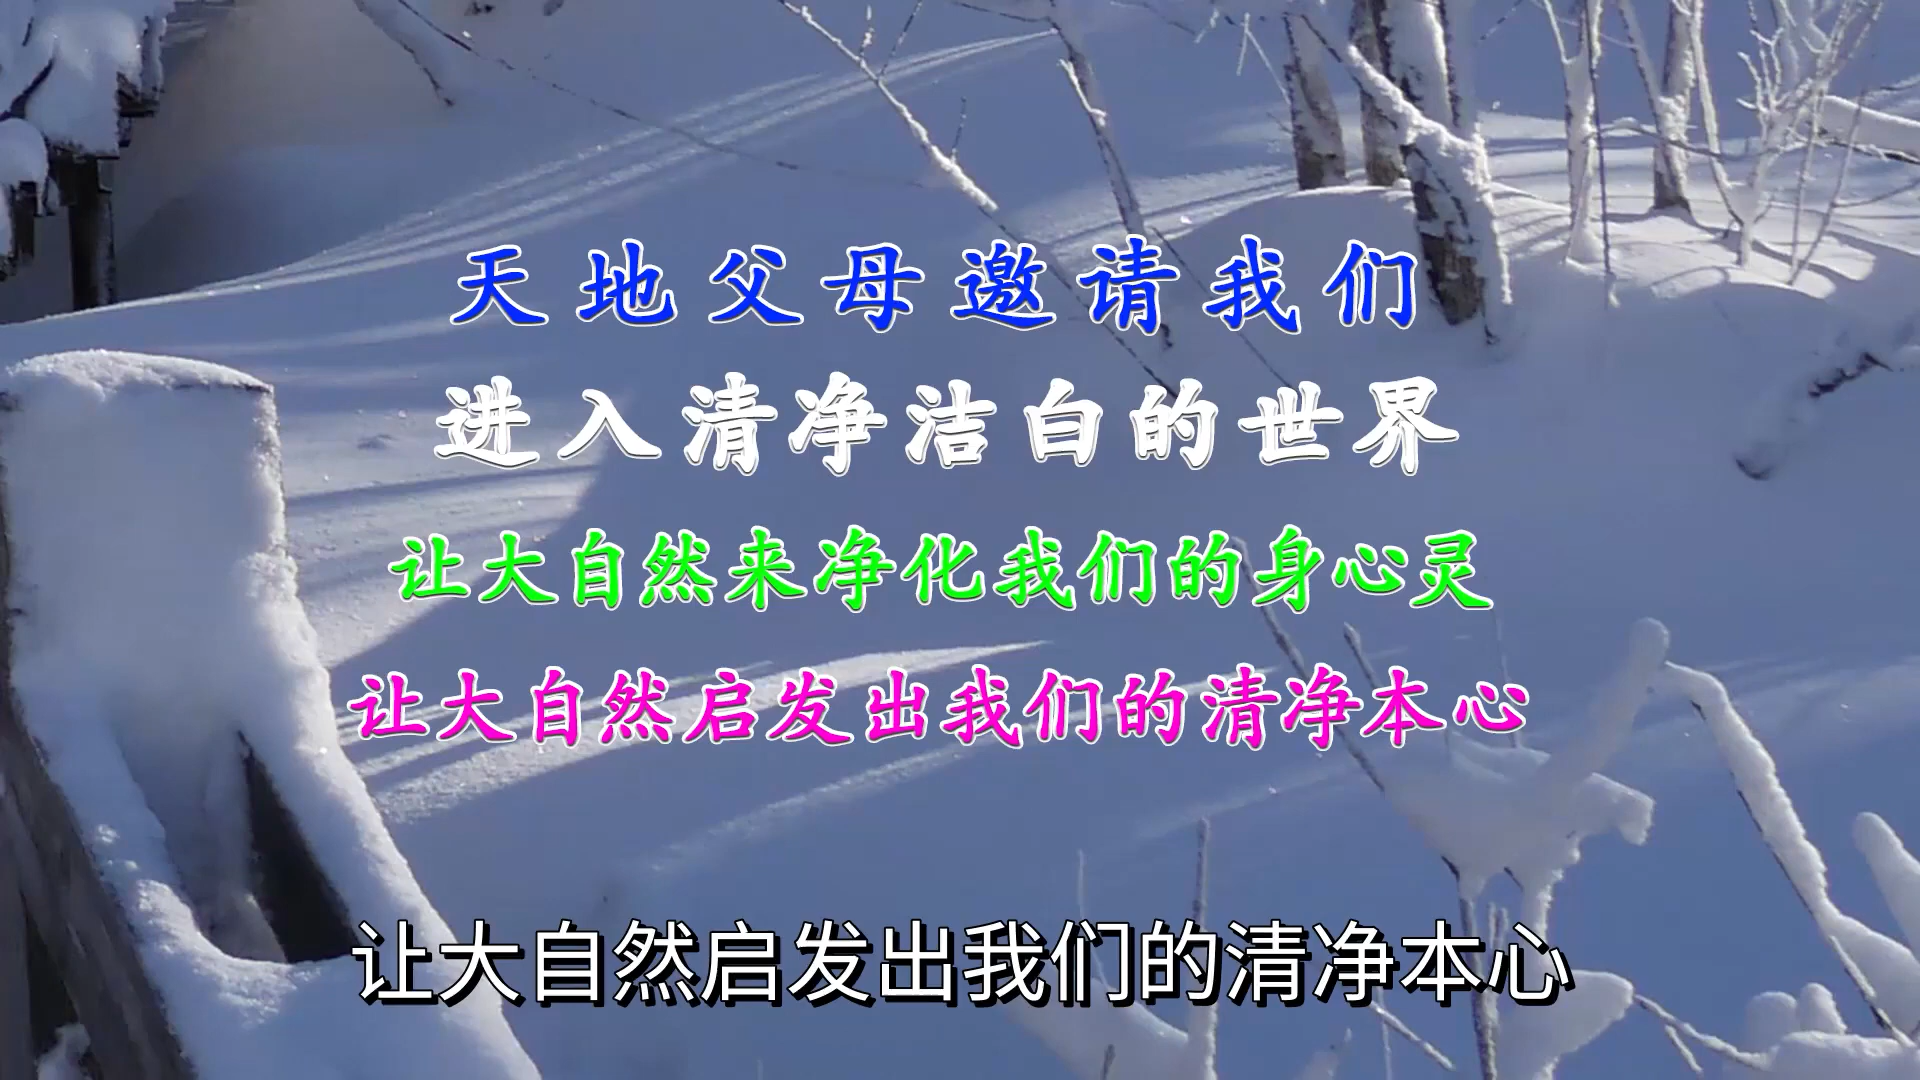 天地父母邀请我们
进入清净洁白的世界
让大自然来净化我们的身心灵
让大自然启发出我们的清净本心
让大自然启发出我们的清净本心